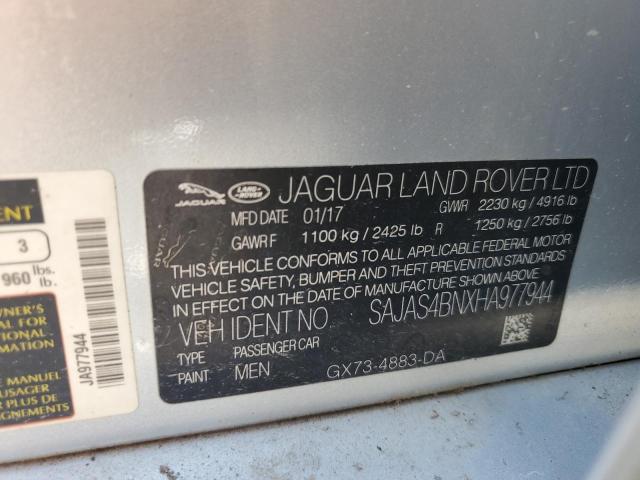 JAGUAR LAND- -ROVER JAGUAR LAND ROVER LTD
MFD DATE 01/17 GVWR 2230 kg / 4916 lb
GAWR F 1100 kg / 2425 lb R 1250 kg / 2756 lb
THIS VEHICLE CONFORMS TO ALL APPLICABLE FEDERAL MOTOR
VEHICLE SAFETY, BUMPER AND THEFT PREVENTION STANDARDS
IN EFFECT ON THE DATE OF MANUFACTURE SHOWN ABOVE
VEH IDENT NO SAJAS4BNXHA977944
TYPE PASSENGER CAR
PAINT MEN GX73-4883-DA
ENT
3
960 lbs.
lb.
OWNER'S
AL FOR
TIONAL
MATION
E MANUEL
USAGER
R PLUS DE
GNEMENTS
JA977944